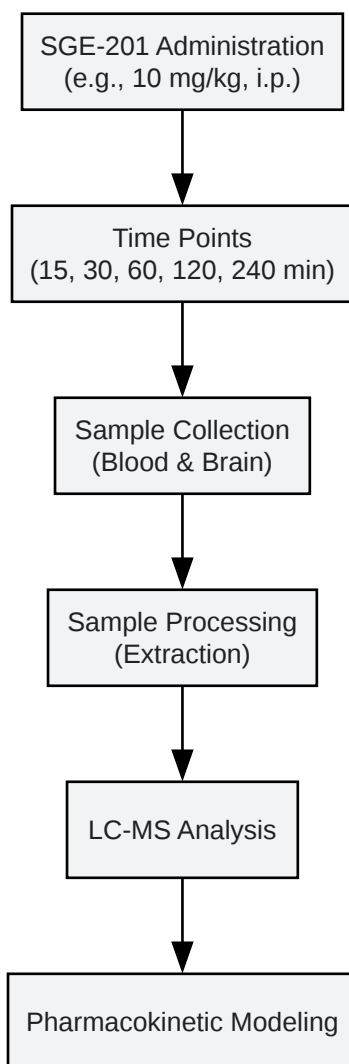 SGE-201 Administration
(e.g., 10 mg/kg, i.p.)
Time Points
(15, 30, 60, 120, 240 min)
Sample Collection
(Blood & Brain)
Sample Processing
(Extraction)
LC-MS Analysis
Pharmacokinetic Modeling